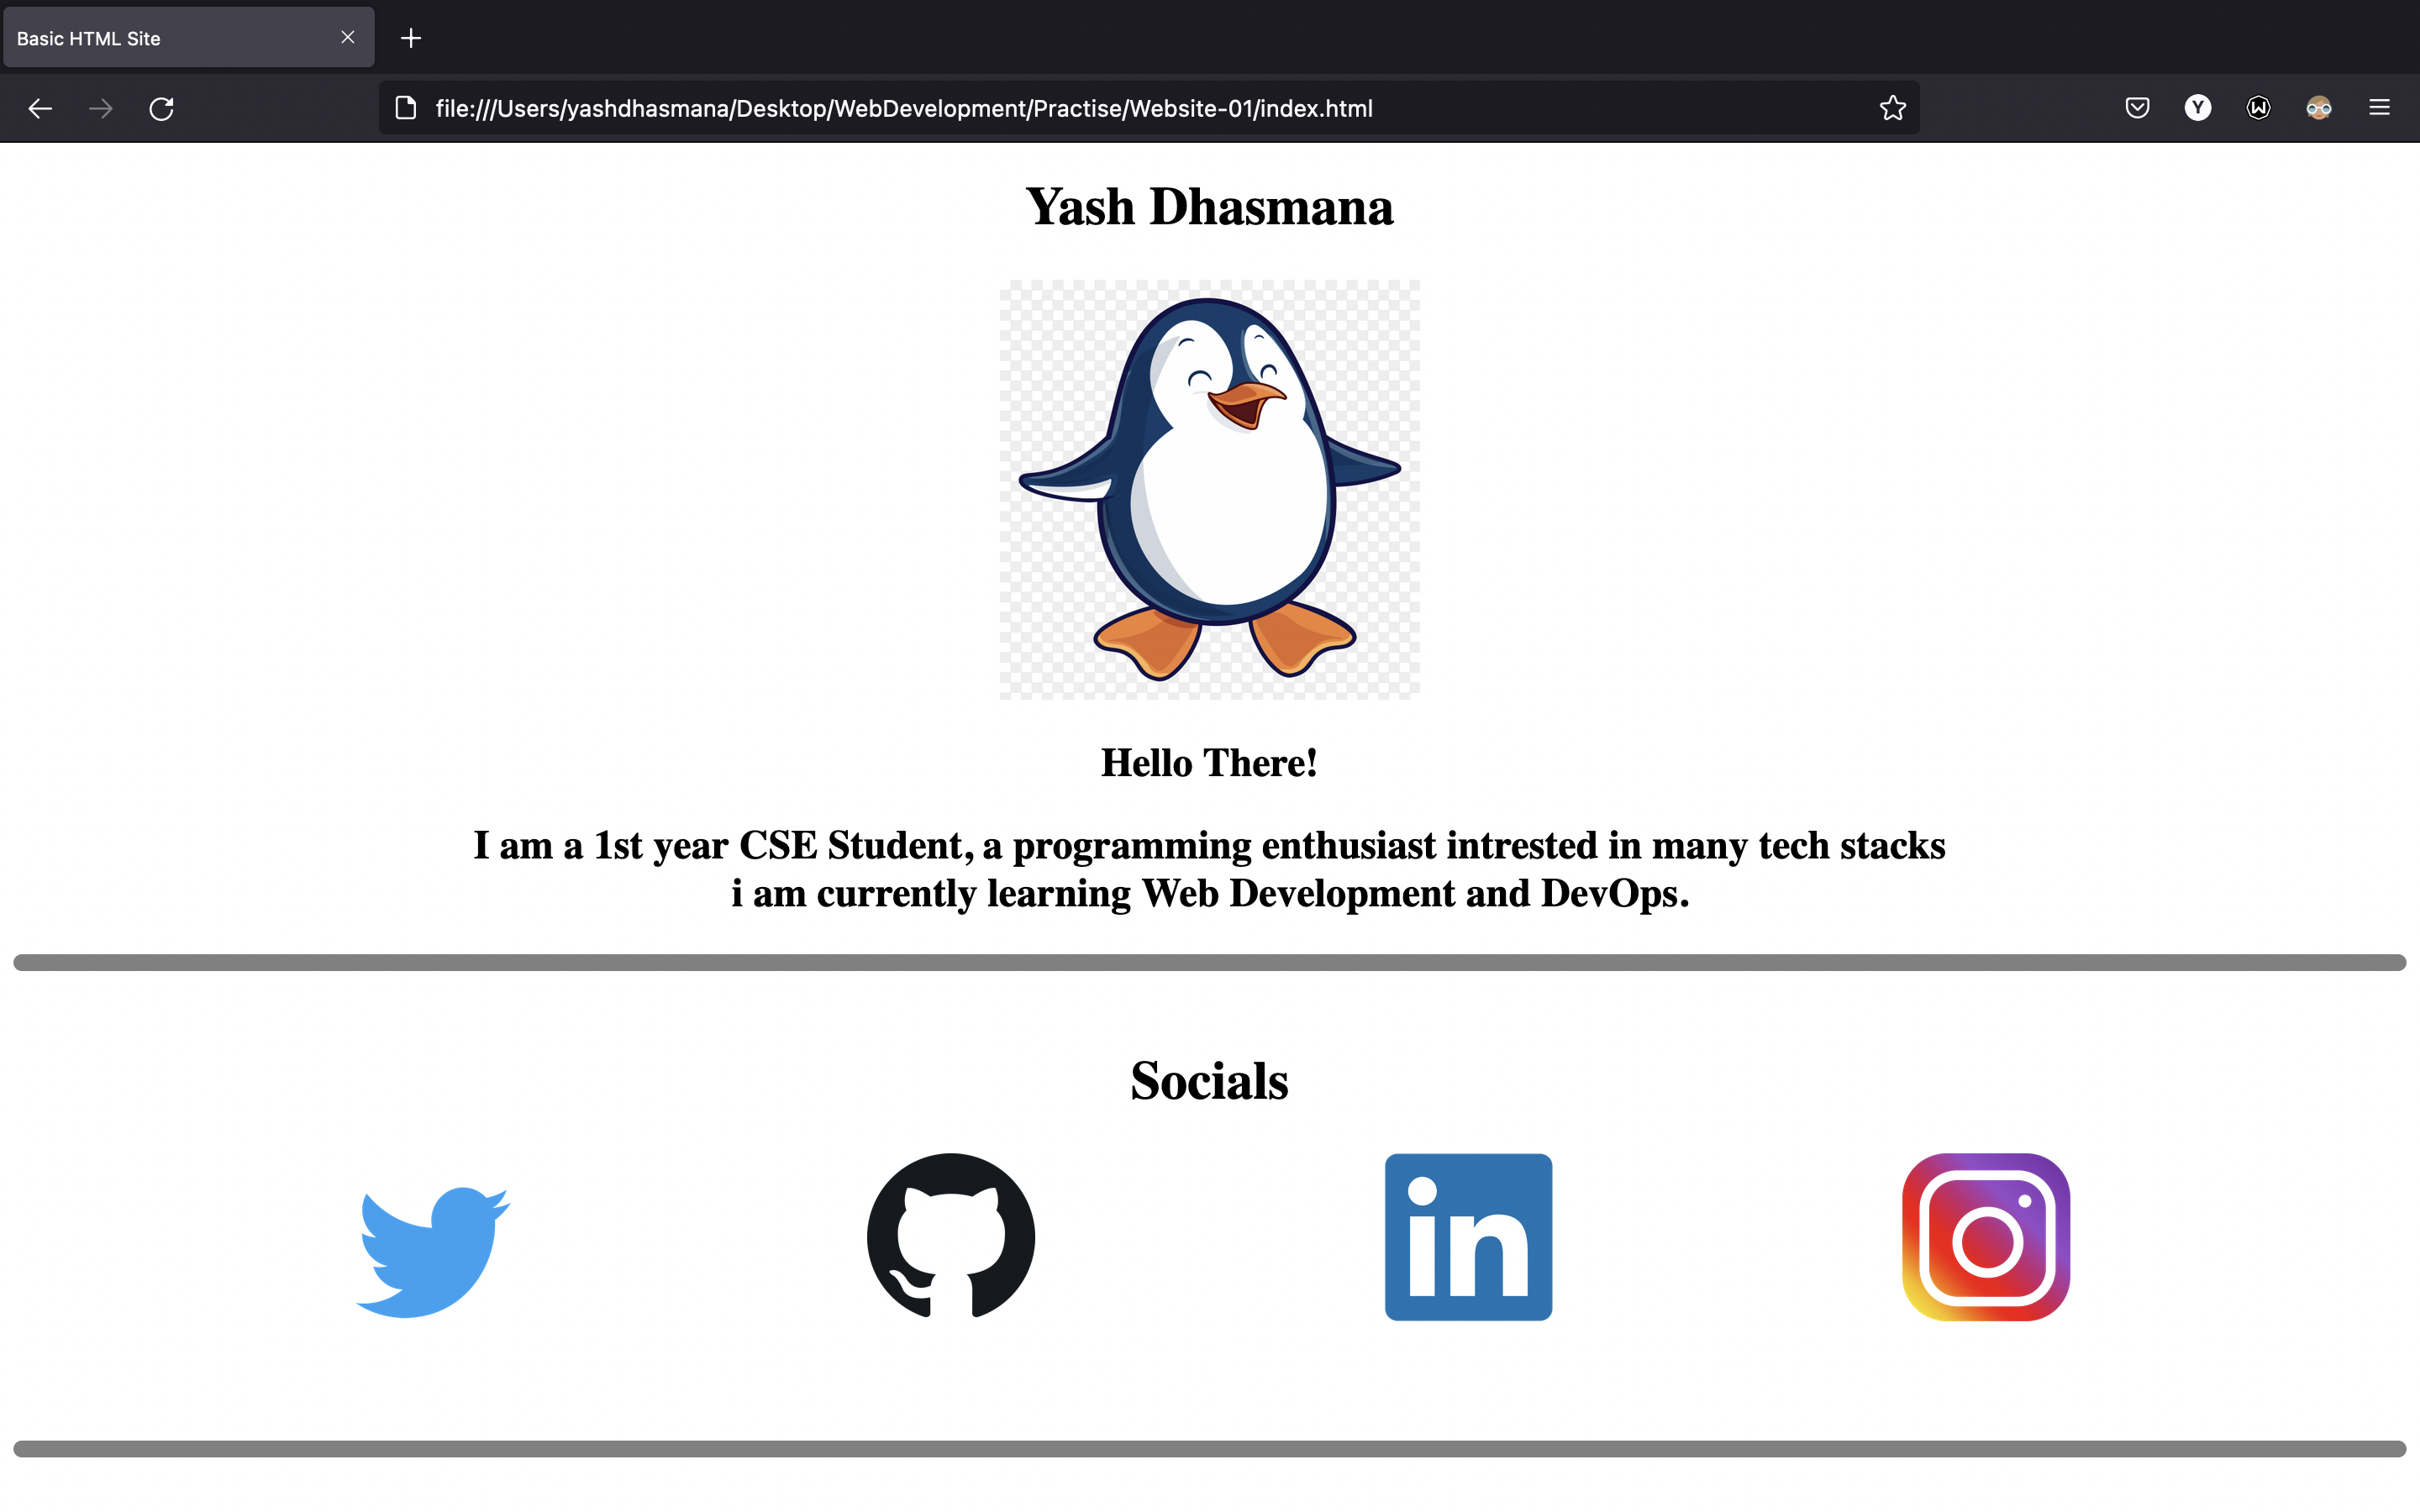 Basic HTML Site
file:///Users/yashdhasmana/Desktop/WebDevelopment/Practise/Website-01/index.html
Y
W
Yash Dhasmana
Hello There!
I am a 1st year CSE Student, a programming enthusiast intrested in many tech stacks
i am currently learning Web Development and DevOps.
Socials
in